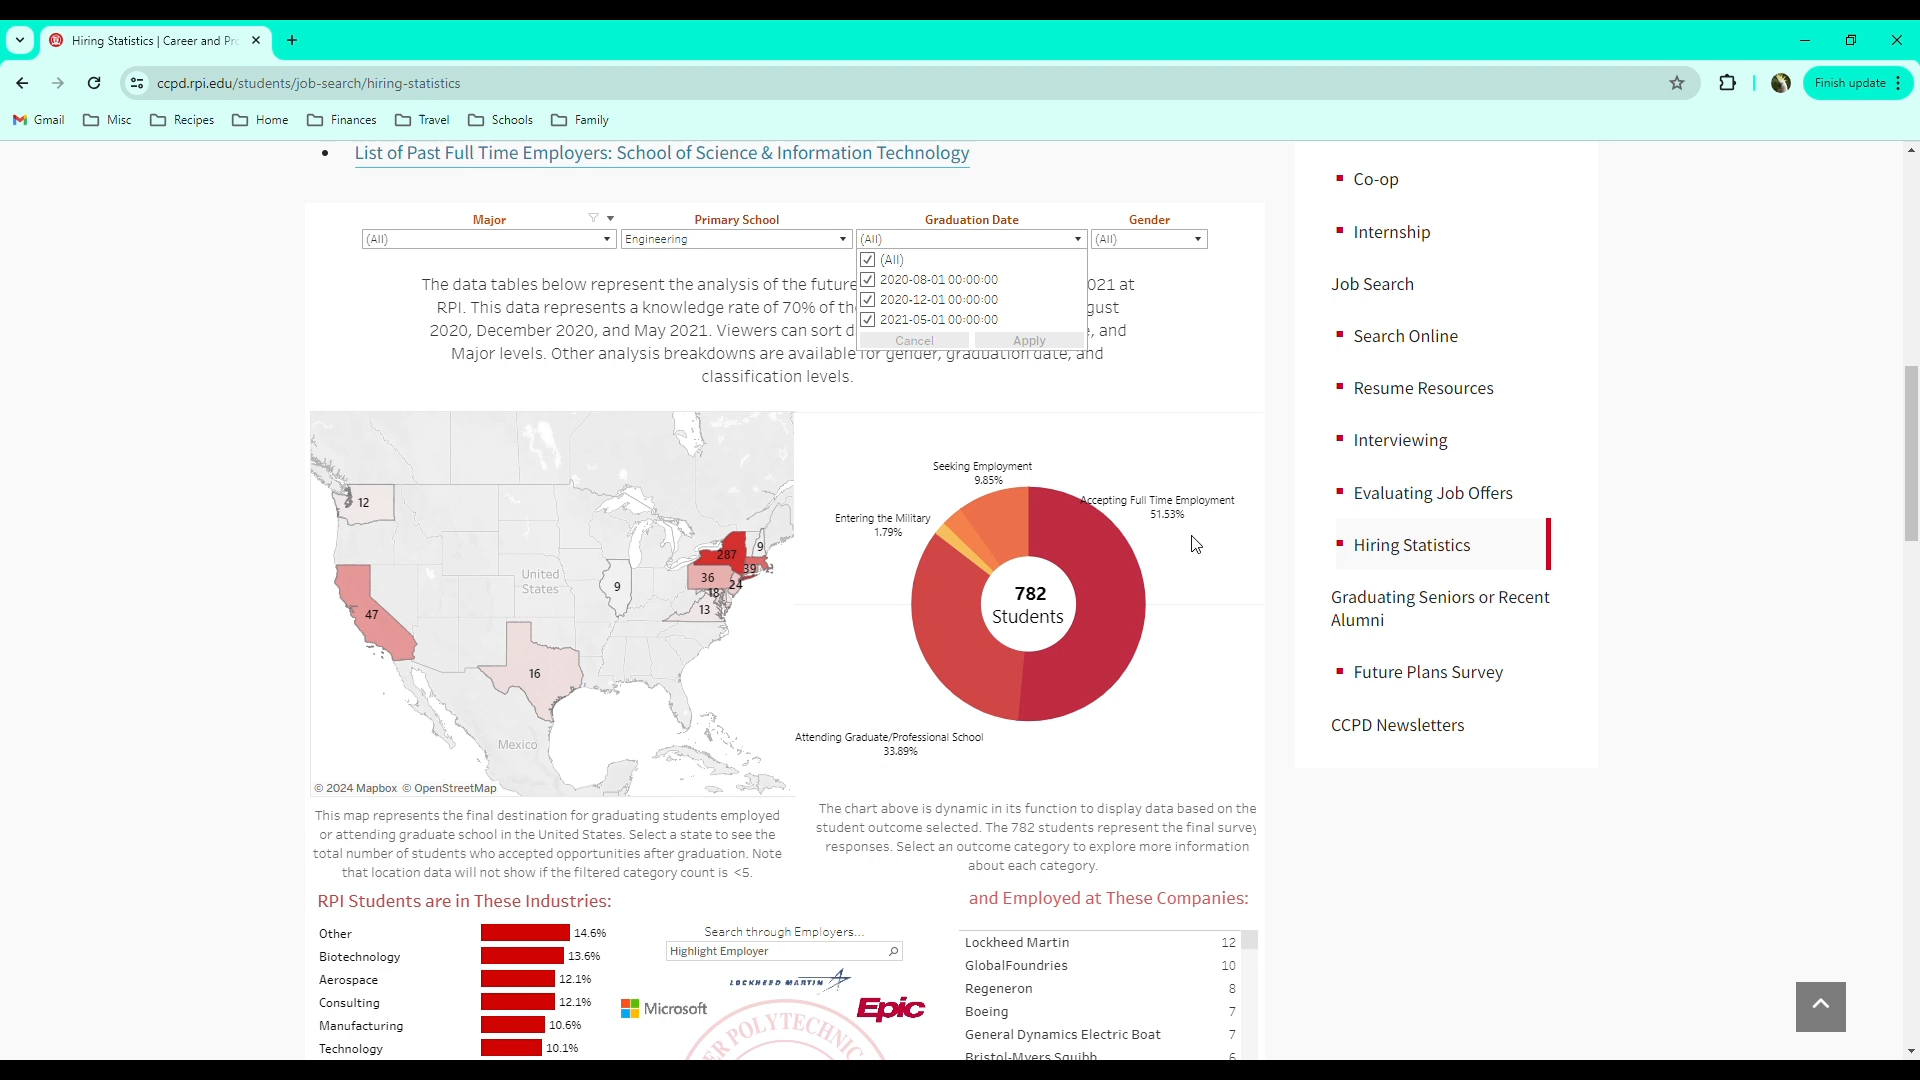 Hiring Statistics | Career and Pr
ccpd.rpi.edu/students/job-search/hiring-statistics
Finish update
Gmail
Misc
Recipes
Home
Finances
Travel
Schools
Family
List of Past Full Time Employers: School of Science & Information Technology
Major
Primary School
Graduation Date
Gender
(All)
Engineering
(All)
(All)
(All)
2020-08-01 00:00:00
2020-12-01 00:00:00
2021-05-01 00:00:00
Cancel
Apply
The data tables below represent the analysis of the future 021 at
RPI. This data represents a knowledge rate of 70% of th gust
2020, December 2020, and May 2021. Viewers can sort d , and
Major levels. Other analysis breakdowns are available for gender, graduation date, and
classification levels.
12
47
United
States
16
9
287
9
36
39
24
18
13
Mexico
© 2024 Mapbox © OpenStreetMap
Seeking Employment
9.85%
Accepting Full Time Employment
51.53%
Entering the Military
1.79%
782
Students
Attending Graduate/Professional School
33.89%
This map represents the final destination for graduating students employed
or attending graduate school in the United States. Select a state to see the
total number of students who accepted opportunities after graduation. Note
that location data will not show if the filtered category count is <5.
The chart above is dynamic in its function to display data based on the
student outcome selected. The 782 students represent the final survey
responses. Select an outcome category to explore more information
about each category.
RPI Students are in These Industries:
Other 14.6%
Biotechnology 13.6%
Aerospace 12.1%
Consulting 12.1%
Manufacturing 10.6%
Technology 10.1%
Search through Employers...
Highlight Employer
LOCKHEED MARTIN
Microsoft
Epic
ER POLYTECHNIC
and Employed at These Companies:
Lockheed Martin 12
GlobalFoundries 10
Regeneron 8
Boeing 7
General Dynamics Electric Boat 7
Bristol-Myers Squibb 6
Co-op
Internship
Job Search
Search Online
Resume Resources
Interviewing
Evaluating Job Offers
Hiring Statistics
Graduating Seniors or Recent
Alumni
Future Plans Survey
CCPD Newsletters